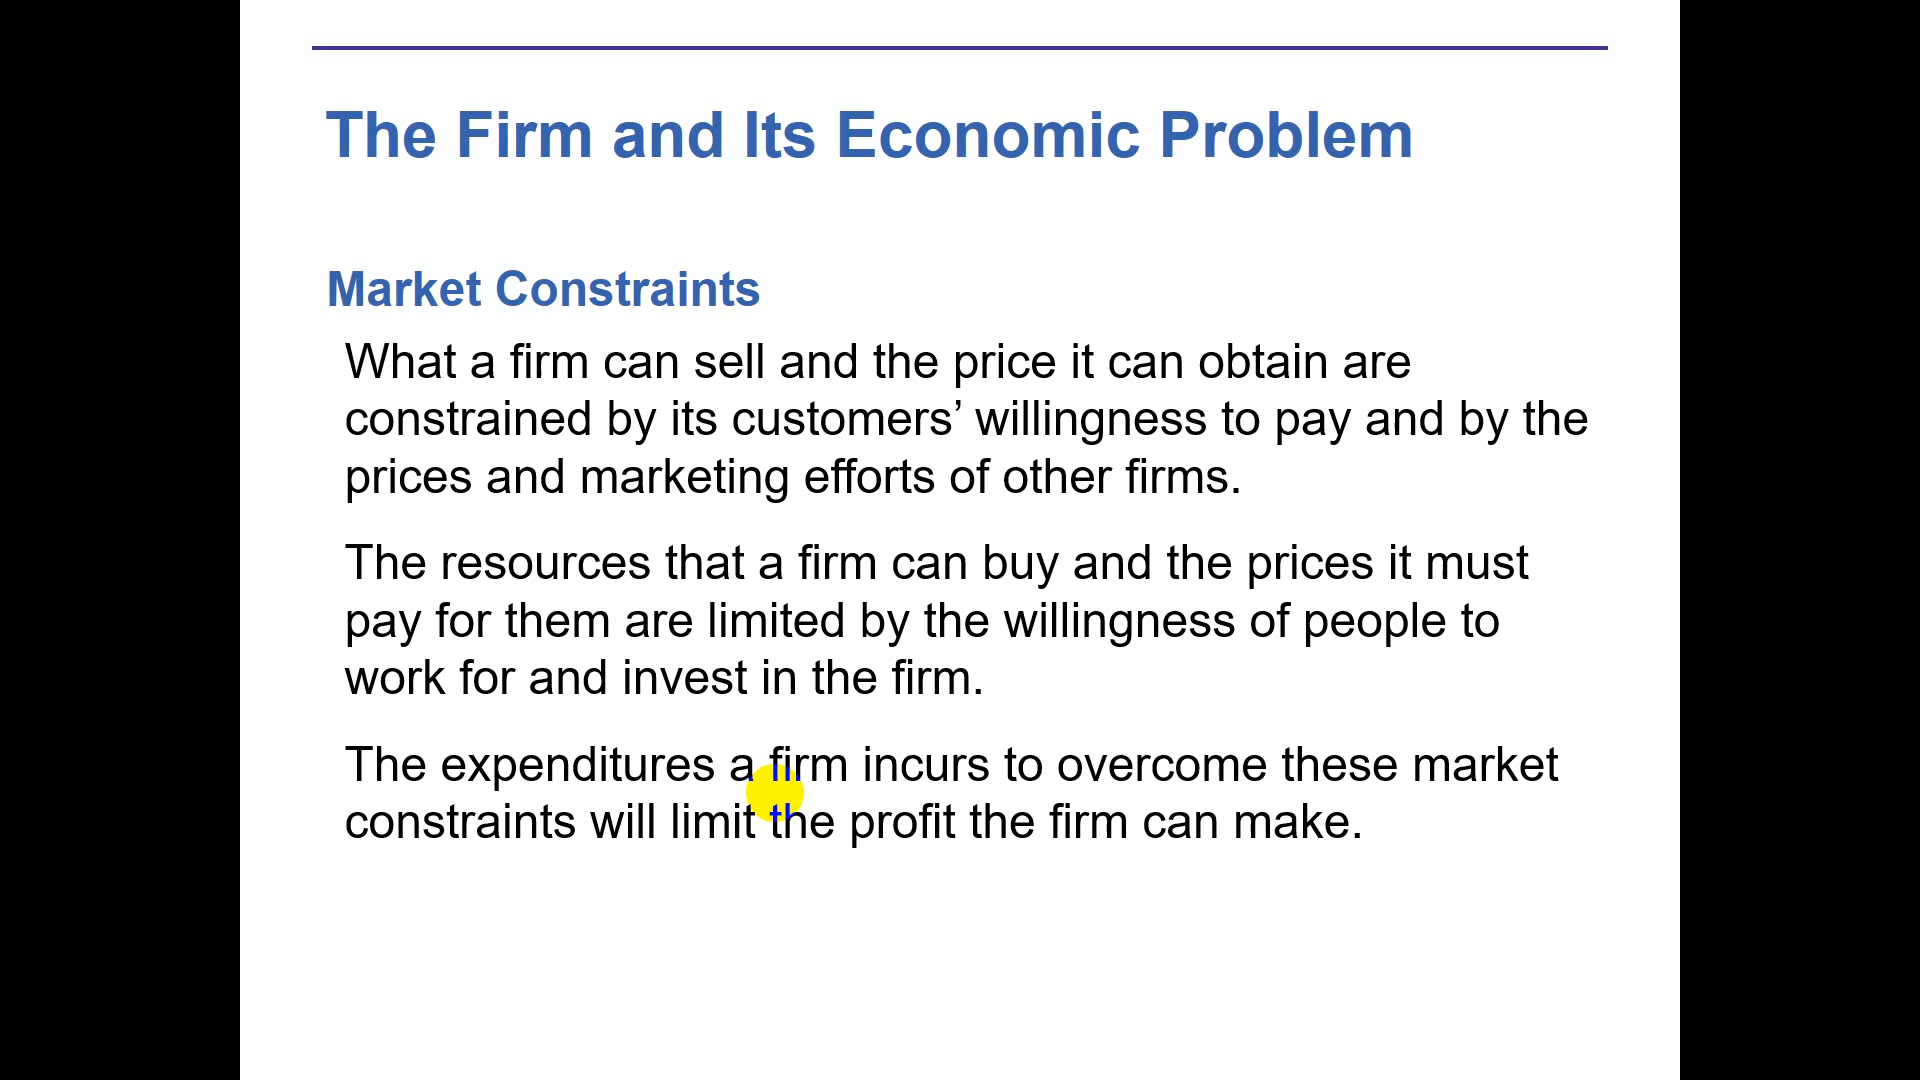 The Firm and Its Economic Problem
Market Constraints
What a firm can sell and the price it can obtain are
constrained by its customers’ willingness to pay and by the
prices and marketing efforts of other firms.
The resources that a firm can buy and the prices it must
pay for them are limited by the willingness of people to
work for and invest in the firm.
The expenditures a firm incurs to overcome these market
constraints will limit the profit the firm can make.